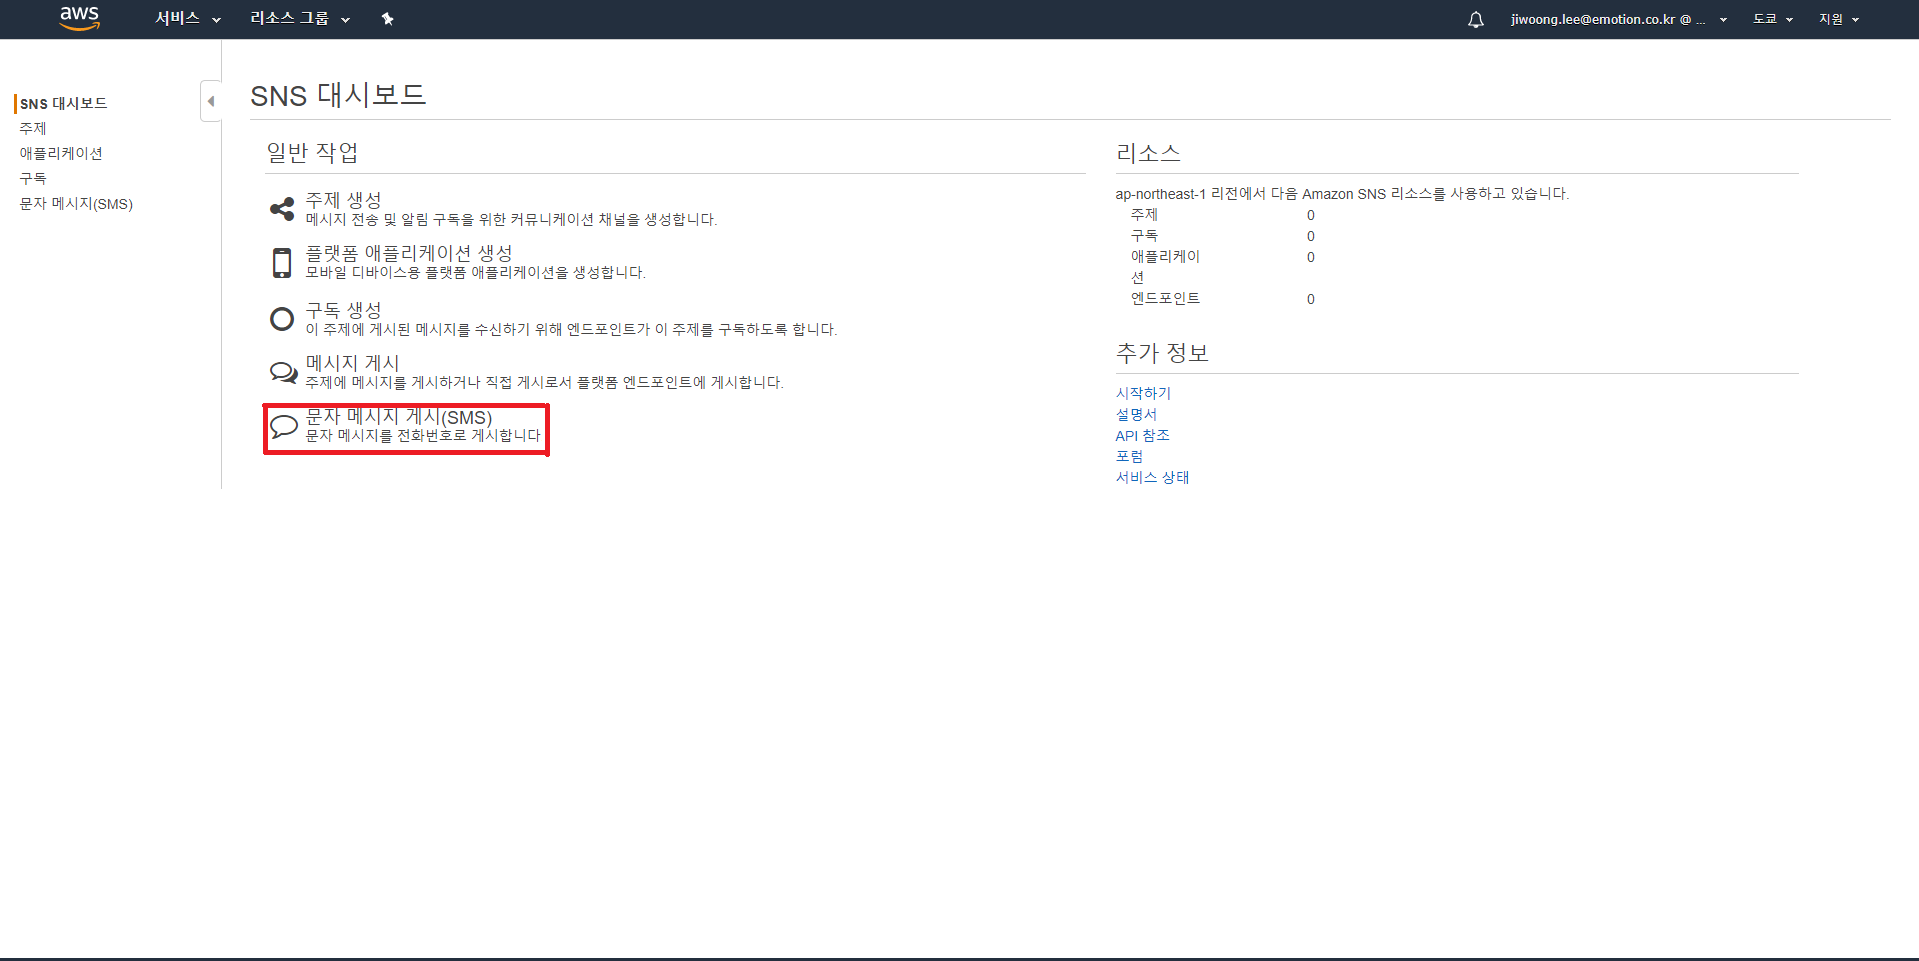 aws 서비스 리소스 그룹 jiwoong.lee@emotion.co.kr @ ... 도쿄 지원
SNS 대시보드
주제
애플리케이션
구독
문자 메시지(SMS)
SNS 대시보드
일반 작업
주제 생성
메시지 전송 및 알림 구독을 위한 커뮤니케이션 채널을 생성합니다.
플랫폼 애플리케이션 생성
모바일 디바이스용 플랫폼 애플리케이션을 생성합니다.
구독 생성
이 주제에 게시된 메시지를 수신하기 위해 엔드포인트가 이 주제를 구독하도록 합니다.
메시지 게시
주제에 메시지를 게시하거나 직접 게시로서 플랫폼 엔드포인트에 게시합니다.
문자 메시지 게시(SMS)
문자 메시지를 전화번호로 게시합니다
리소스
ap-northeast-1 리전에서 다음 Amazon SNS 리소스를 사용하고 있습니다.
주제 0
구독 0
애플리케이 0
션
엔드포인트 0
추가 정보
시작하기
설명서
API 참조
포럼
서비스 상태